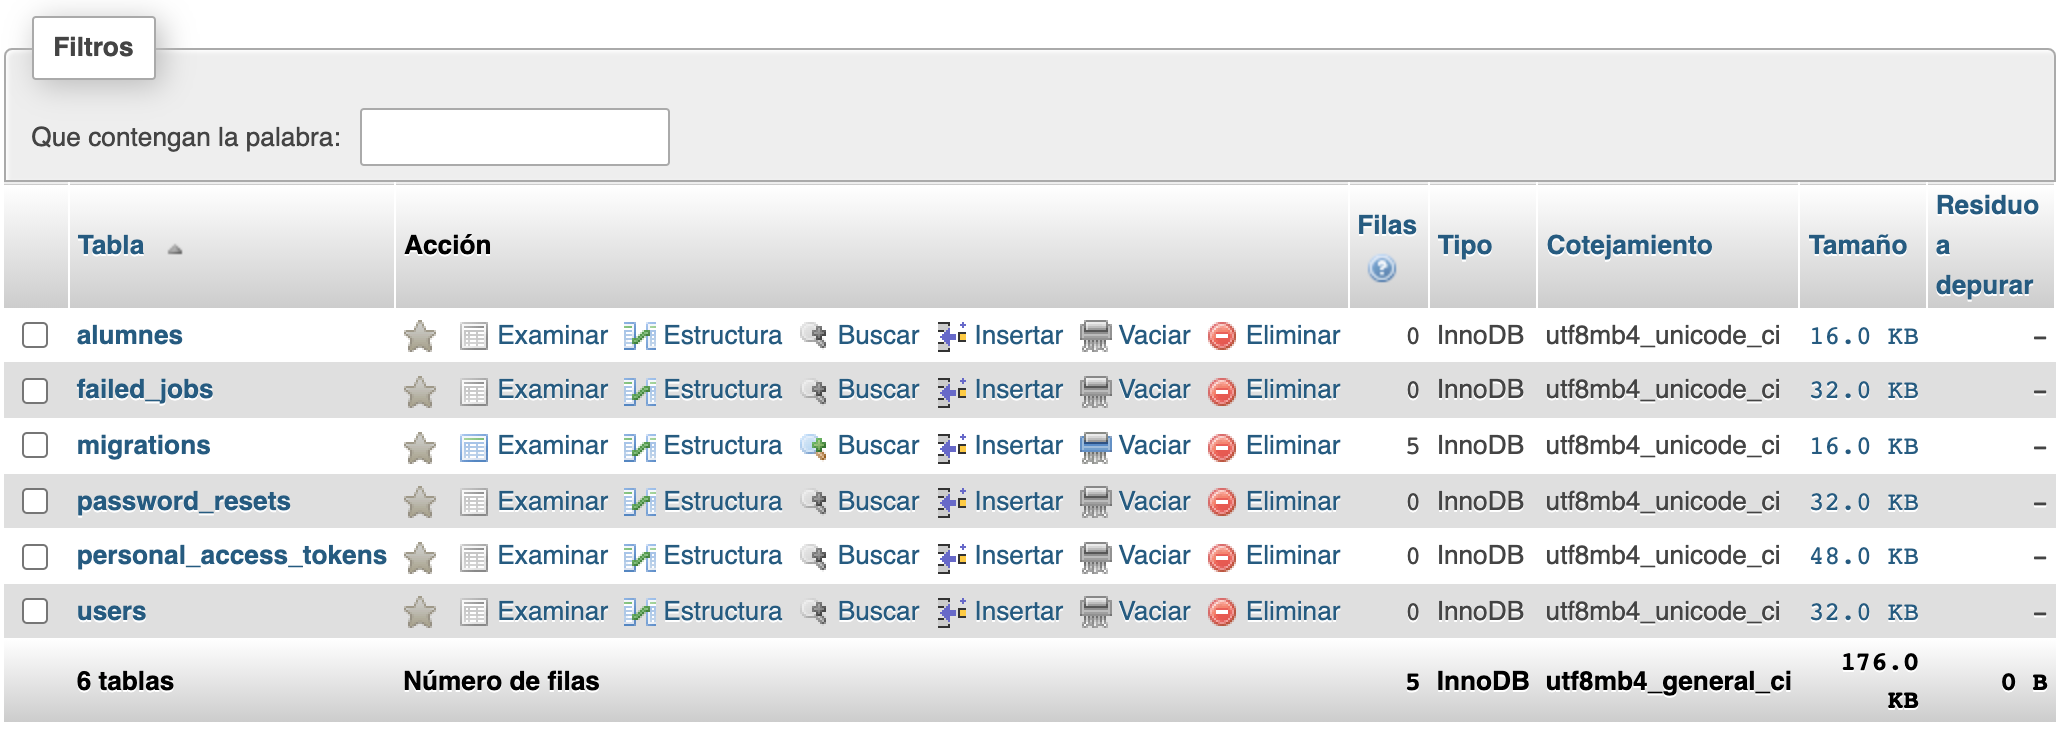 Filtros
Que contengan la palabra:
Tabla Acción Filas Tipo Cotejamiento Tamaño Residuo a depurar
alumnes Examinar Estructura Buscar Insertar Vaciar Eliminar 0 InnoDB utf8mb4_unicode_ci 16.0 KB –
failed_jobs Examinar Estructura Buscar Insertar Vaciar Eliminar 0 InnoDB utf8mb4_unicode_ci 32.0 KB –
migrations Examinar Estructura Buscar Insertar Vaciar Eliminar 5 InnoDB utf8mb4_unicode_ci 16.0 KB –
password_resets Examinar Estructura Buscar Insertar Vaciar Eliminar 0 InnoDB utf8mb4_unicode_ci 32.0 KB –
personal_access_tokens Examinar Estructura Buscar Insertar Vaciar Eliminar 0 InnoDB utf8mb4_unicode_ci 48.0 KB –
users Examinar Estructura Buscar Insertar Vaciar Eliminar 0 InnoDB utf8mb4_unicode_ci 32.0 KB –
6 tablas Número de filas 5 InnoDB utf8mb4_general_ci 176.0 KB 0 B